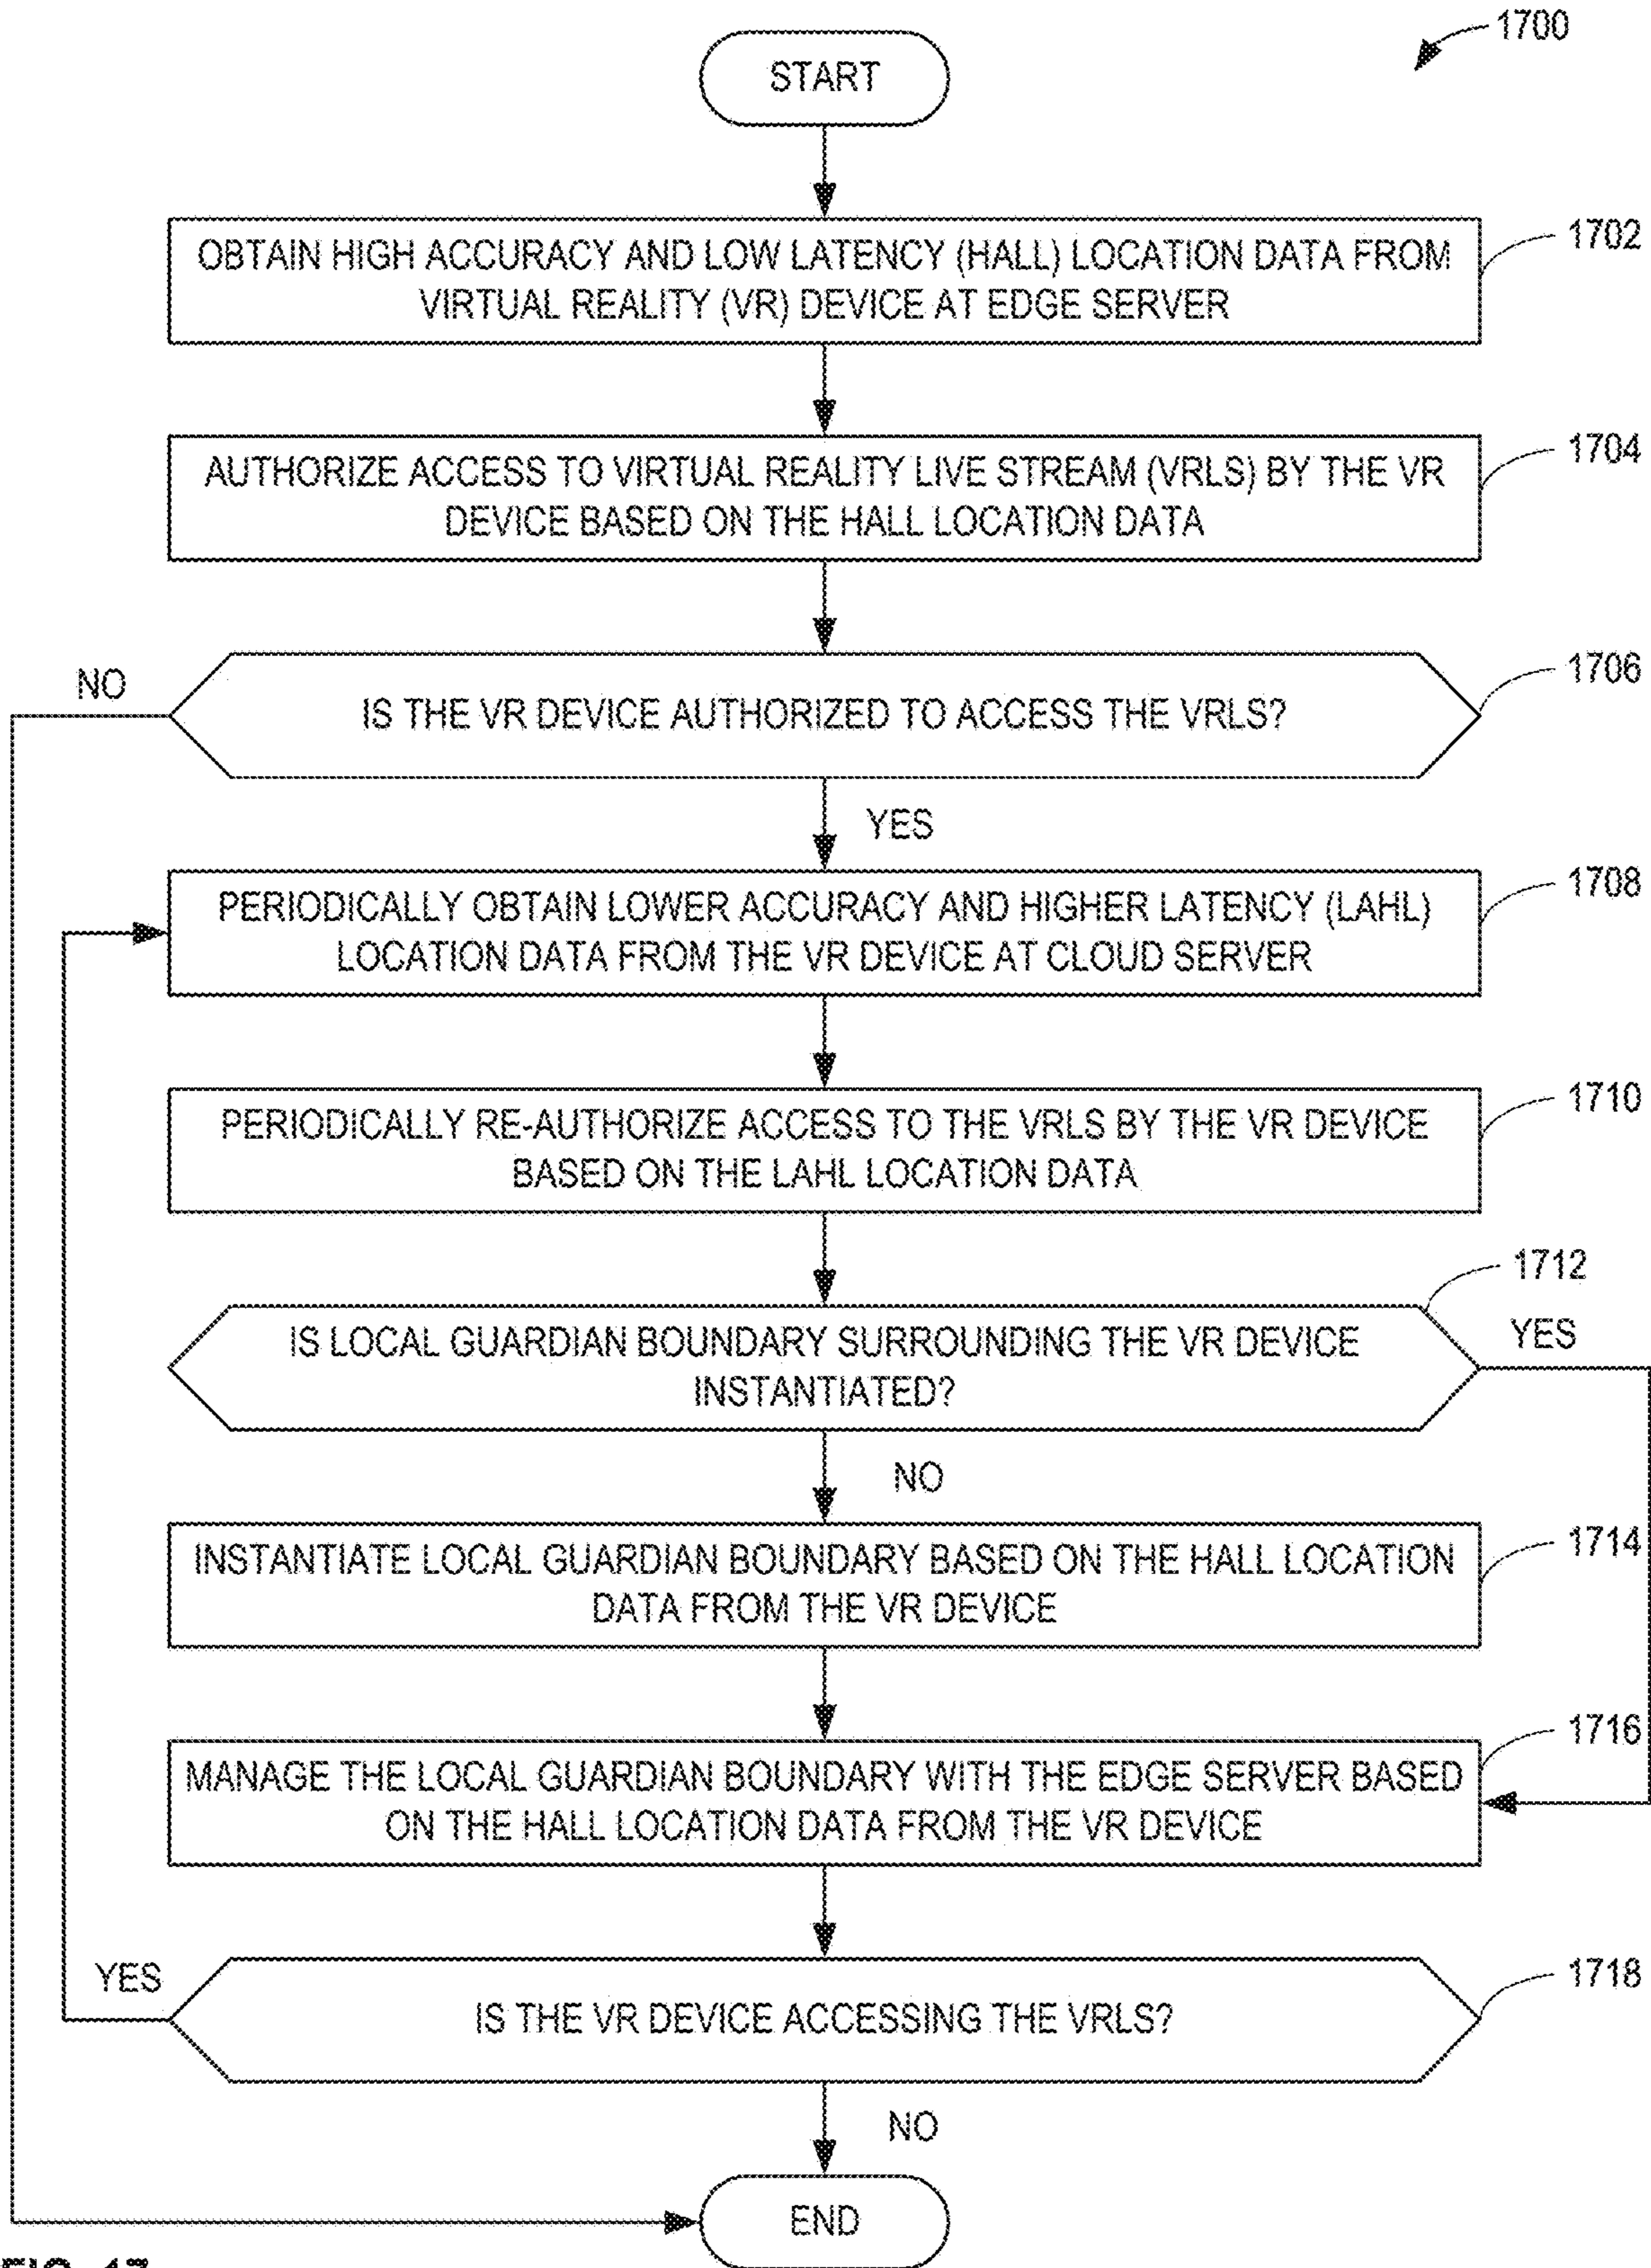 1700
START
OBTAIN HIGH ACCURACY AND LOW LATENCY (HALL) LOCATION DATA FROM
VIRTUAL REALITY (VR) DEVICE AT EDGE SERVER
1702
AUTHORIZE ACCESS TO VIRTUAL REALITY LIVE STREAM (VRLS) BY THE VR
DEVICE BASED ON THE HALL LOCATION DATA
1704
NO
IS THE VR DEVICE AUTHORIZED TO ACCESS THE VRLS?
1706
YES
PERIODICALLY OBTAIN LOWER ACCURACY AND HIGHER LATENCY (LAHL)
LOCATION DATA FROM THE VR DEVICE AT CLOUD SERVER
1708
PERIODICALLY RE-AUTHORIZE ACCESS TO THE VRLS BY THE VR DEVICE
BASED ON THE LAHL LOCATION DATA
1710
1712
IS LOCAL GUARDIAN BOUNDARY SURROUNDING THE VR DEVICE
INSTANTIATED?
YES
NO
INSTANTIATE LOCAL GUARDIAN BOUNDARY BASED ON THE HALL LOCATION
DATA FROM THE VR DEVICE
1714
MANAGE THE LOCAL GUARDIAN BOUNDARY WITH THE EDGE SERVER BASED
ON THE HALL LOCATION DATA FROM THE VR DEVICE
1716
YES
IS THE VR DEVICE ACCESSING THE VRLS?
1718
NO
END
FIG. 17